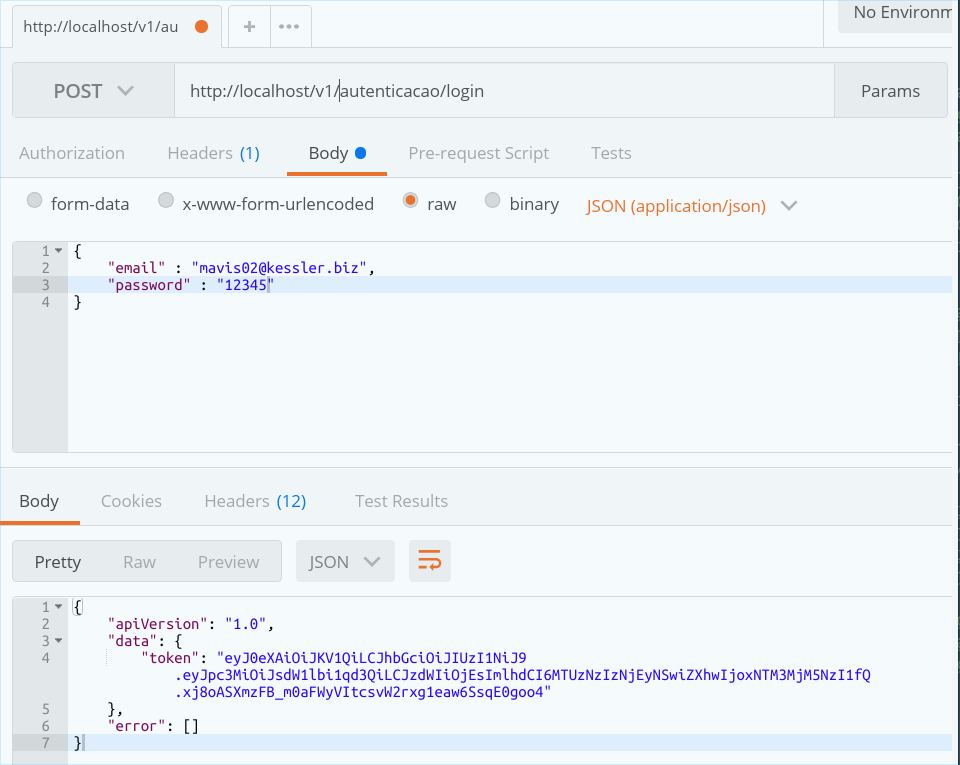 http://localhost/v1/au
No Environm
POST http://localhost/v1/autenticacao/login Params
Authorization Headers (1) Body Pre-request Script Tests
form-data x-www-form-urlencoded raw binary JSON (application/json)
1 {
2 "email" : "mavis02@kessler.biz",
3 "password" : "12345"
4 }
Body Cookies Headers (12) Test Results
Pretty Raw Preview JSON
1 {
2 "apiVersion": "1.0",
3 "data": {
4 "token": "eyJ0eXAiOiJKV1QiLCJhbGciOiJIUzI1NiJ9
.eyJpc3MiOiJsdW1lbi1qd3QiLCJzdWIiOjEsImlhdCI6MTUzNzIzNjEyNSwiZXhwIjoxNTM3MjM5NzI1fQ
.xj8oASXmzFB_m0aFWyVItcsvW2rxg1eaw6SsqE0goo4"
5 },
6 "error": []
7 }